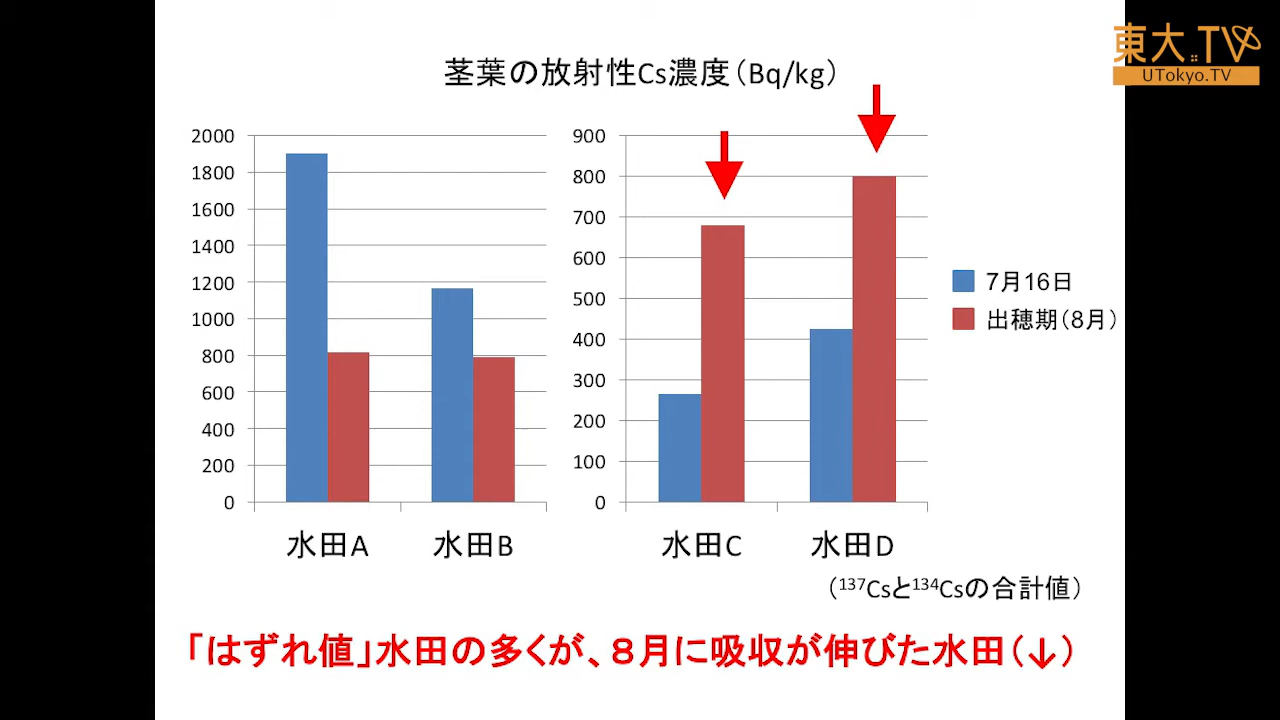 東大.TV
UTokyo.TV
茎葉の放射性Cs濃度(Bq/kg)
2000
1800
1600
1400
1200
1000
800
600
400
200
0
水田A 水田B
900
800
700
600
500
400
300
200
100
0
水田C 水田D
7月16日
出穂期(8月)
(¹³⁷Csと¹³⁴Csの合計値)
「はずれ値」水田の多くが、8月に吸収が伸びた水田(↓)